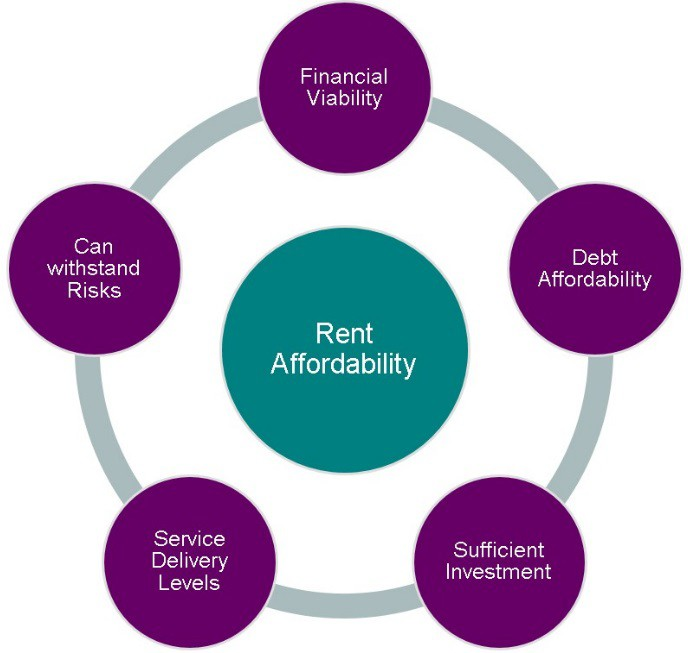 Financial
Viability
Debt
Affordability
Sufficient
Investment
Service
Delivery
Levels
Can
withstand
Risks
Rent
Affordability